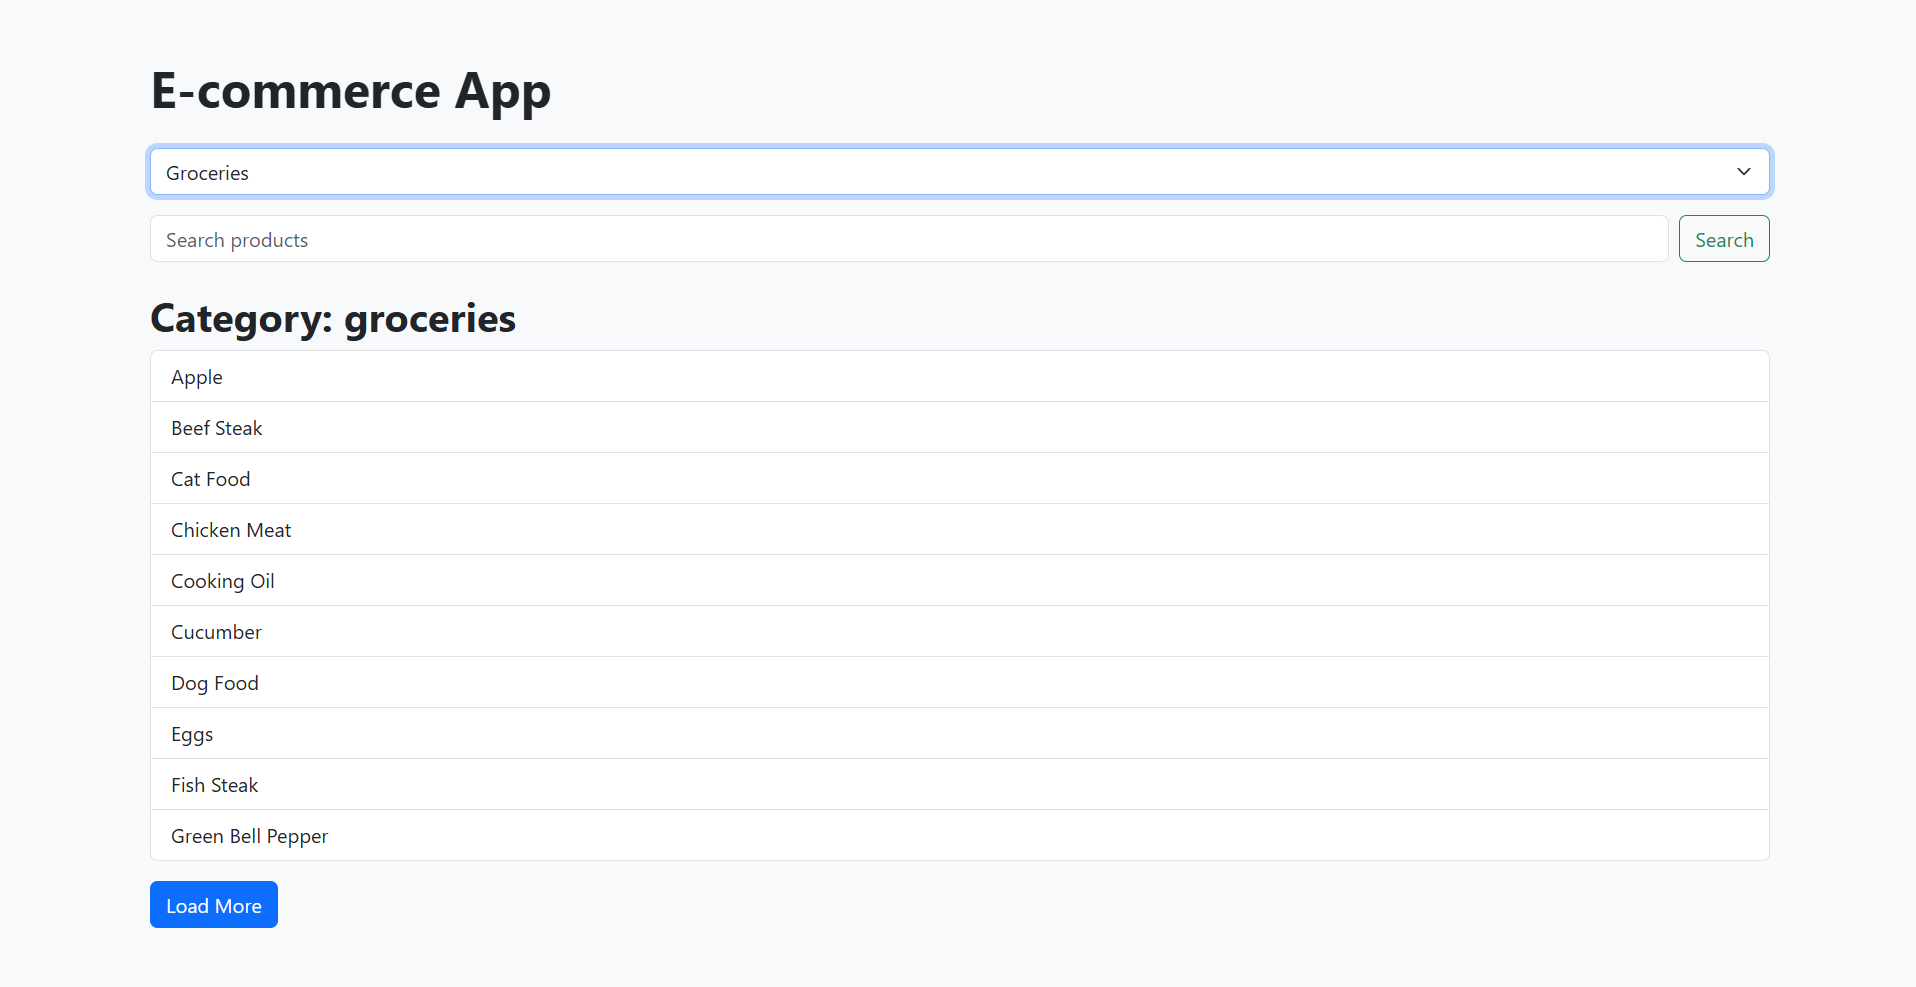 E-commerce App
Groceries
Search products
Search
Category: groceries
Apple
Beef Steak
Cat Food
Chicken Meat
Cooking Oil
Cucumber
Dog Food
Eggs
Fish Steak
Green Bell Pepper
Load More